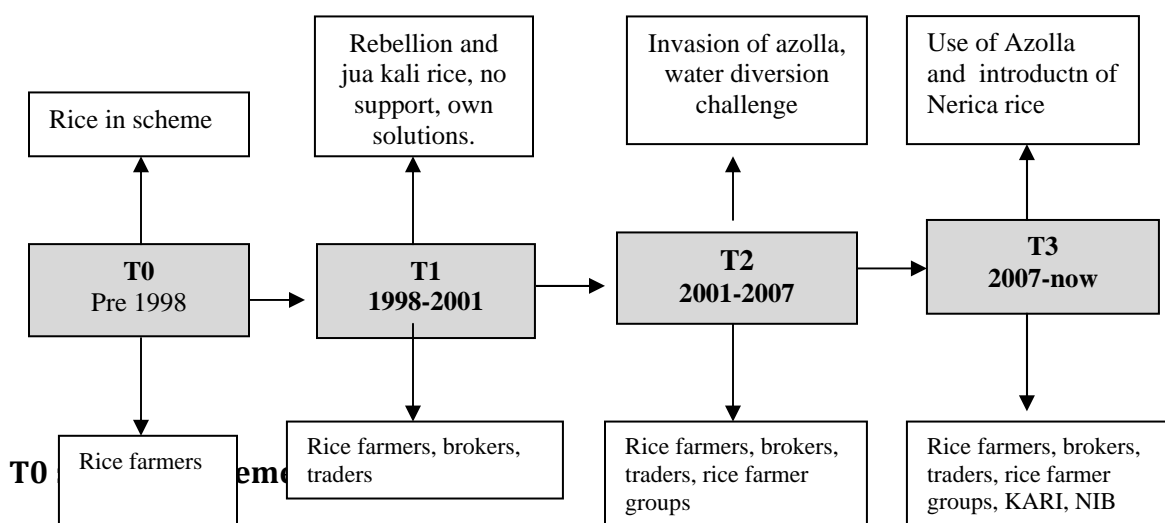 Rice in scheme
Rebellion and
jua kali rice, no
support, own
solutions.
Invasion of azolla,
water diversion
challenge
Use of Azolla
and introductn of
Nerica rice
T0
Pre 1998
T1
1998-2001
T2
2001-2007
T3
2007-now
Rice farmers
Rice farmers, brokers,
traders
Rice farmers, brokers,
traders, rice farmer
groups
Rice farmers, brokers,
traders, rice farmer
groups, KARI, NIB
T0